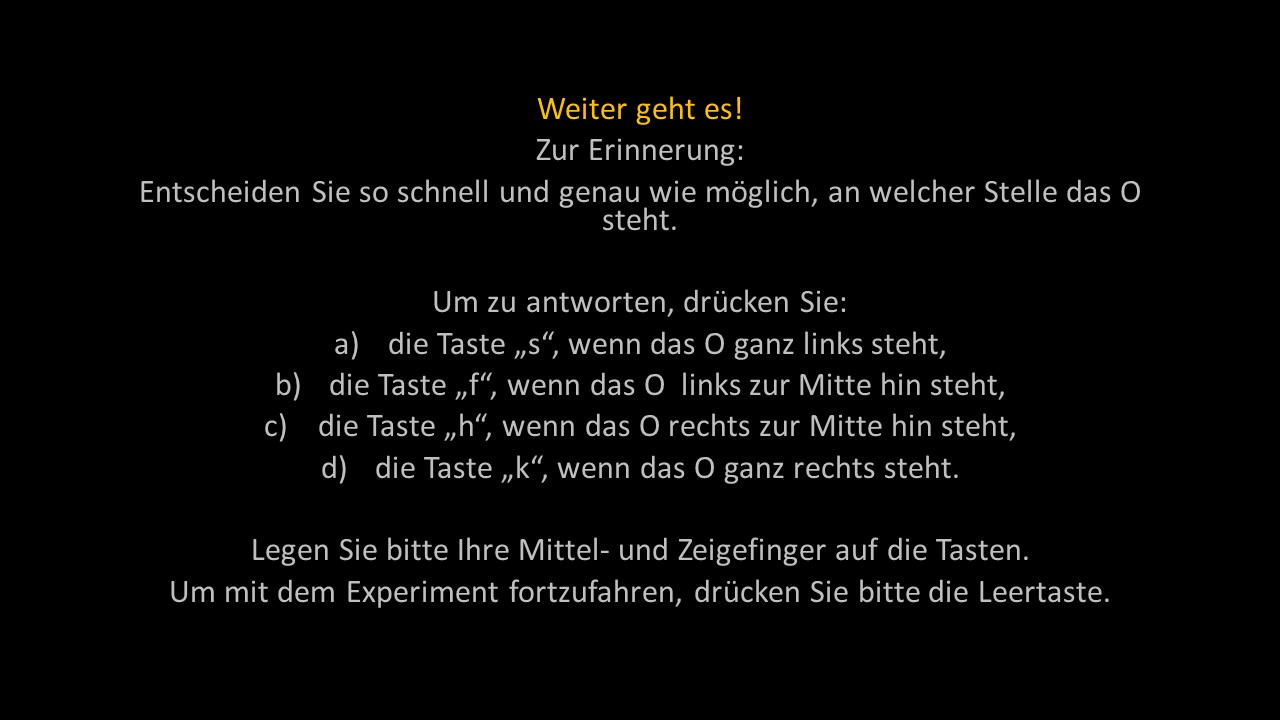 Weiter geht es!
Zur Erinnerung:
Entscheiden Sie so schnell und genau wie möglich, an welcher Stelle das O
steht.
Um zu antworten, drücken Sie:
a) die Taste „s“, wenn das O ganz links steht,
b) die Taste „f“, wenn das O  links zur Mitte hin steht,
c) die Taste „h“, wenn das O rechts zur Mitte hin steht,
d) die Taste „k“, wenn das O ganz rechts steht.
Legen Sie bitte Ihre Mittel- und Zeigefinger auf die Tasten.
Um mit dem Experiment fortzufahren, drücken Sie bitte die Leertaste.